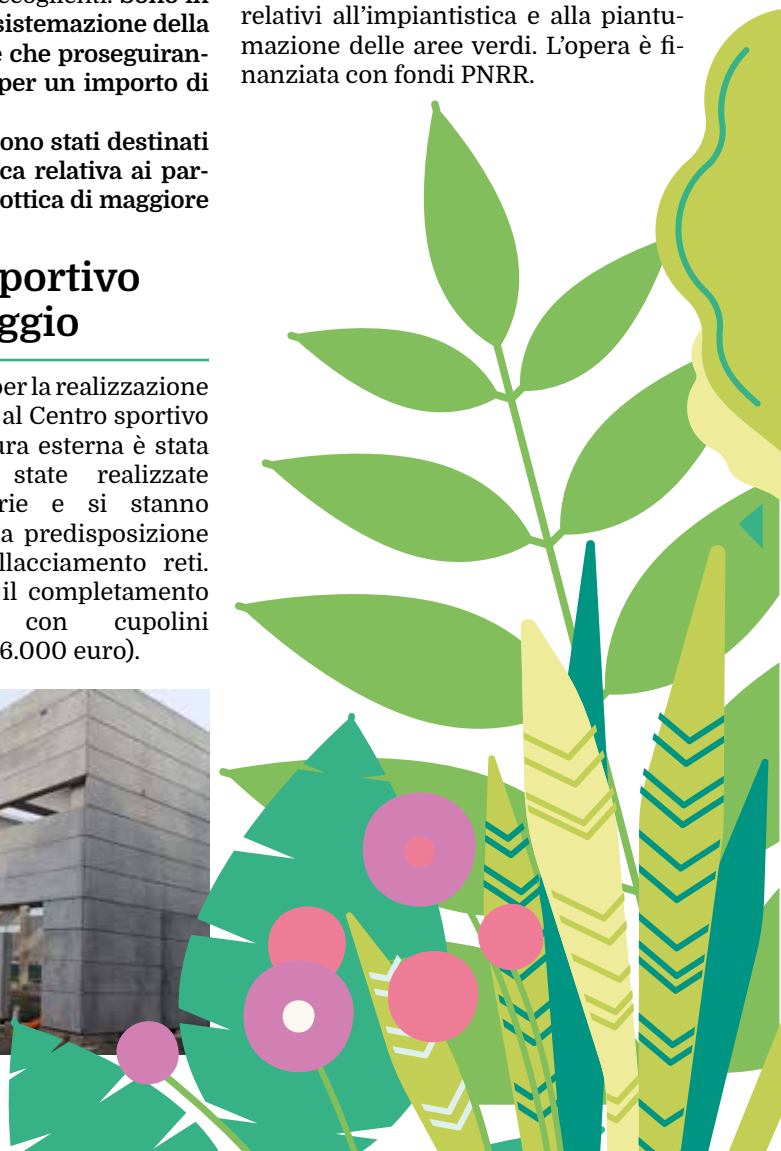 ccoglienti. Sono in
sistemazione della
e che proseguiran-
per un importo di
ono stati destinati
ca relativa ai par-
ottica di maggiore
portivo
ggio
per la realizzazione
al Centro sportivo
ura esterna è stata
state realizzate
rie e si stanno
a predisposizione
llacciamento reti.
il completamento
con cupolini
6.000 euro).
relativi all’impiantistica e alla piantu-
mazione delle aree verdi. L’opera è fi-
nanziata con fondi PNRR.